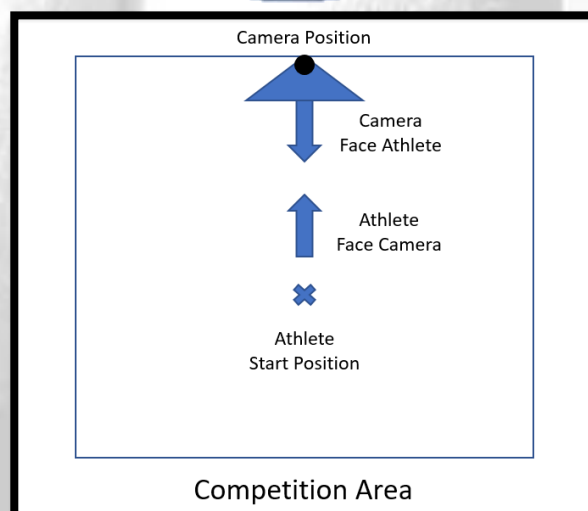 Camera Position
Camera
Face Athlete
Athlete
Face Camera
Athlete
Start Position
Competition Area